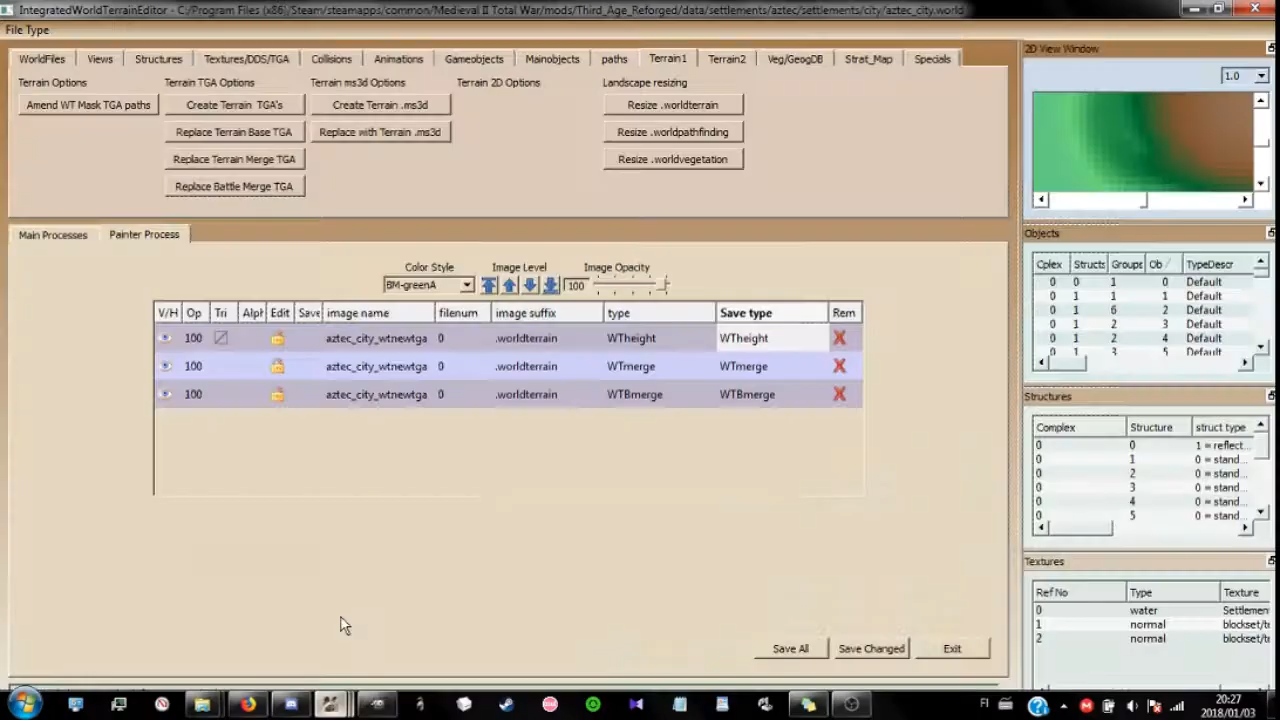 IntegratedWorldTerrainEditor - C:/Program Files (x86)/Steam/steamapps/common/Medieval II Total War/mods/Third_Age_Reforged/data/settlements/aztec/settlements/city/aztec_city.world
File Type
WorldFiles Views Structures Textures/DDS/TGA Collisions Animations Gameobjects Mainobjects paths Terrain1 Terrain2 Veg/GeogDB Strat_Map Specials
Terrain Options Terrain TGA Options Terrain ms3d Options Terrain 2D Options Landscape resizing
Amend WT Mask TGA paths Create Terrain TGA's Create Terrain .ms3d Resize .worldterrain
Replace Terrain Base TGA Replace with Terrain .ms3d Resize .worldpathfinding
Replace Terrain Merge TGA Resize .worldvegetation
Replace Battle Merge TGA
Main Processes Painter Process
Color Style Image Level Image Opacity
BM-greenA 100
V/H Op Tri Alph Edit Save image name filenum image suffix type Save type Rem
100 aztec_city_wtnewtga 0 .worldterrain WTheight WTheight
100 aztec_city_wtnewtga 0 .worldterrain WTmerge WTmerge
100 aztec_city_wtnewtga 0 .worldterrain WTBmerge WTBmerge
Save All Save Changed Exit
2D View Window
1.0
Objects
Cplex Structs Groups Ob TypeDescr
0 0 1 0 Default
0 1 1 1 Default
0 1 6 2 Default
0 1 2 3 Default
0 1 2 4 Default
0 1 3 5 Default
Structures
Complex Structure struct type
0 0 1 = reflect...
0 1 0 = stand...
0 2 0 = stand...
0 3 0 = stand...
0 4 0 = stand...
0 5 0 = stand...
Textures
Ref No Type Texture
0 water Settlemen
1 normal blockset/t
2 normal blockset/t
FI
20:27
2018/01/03